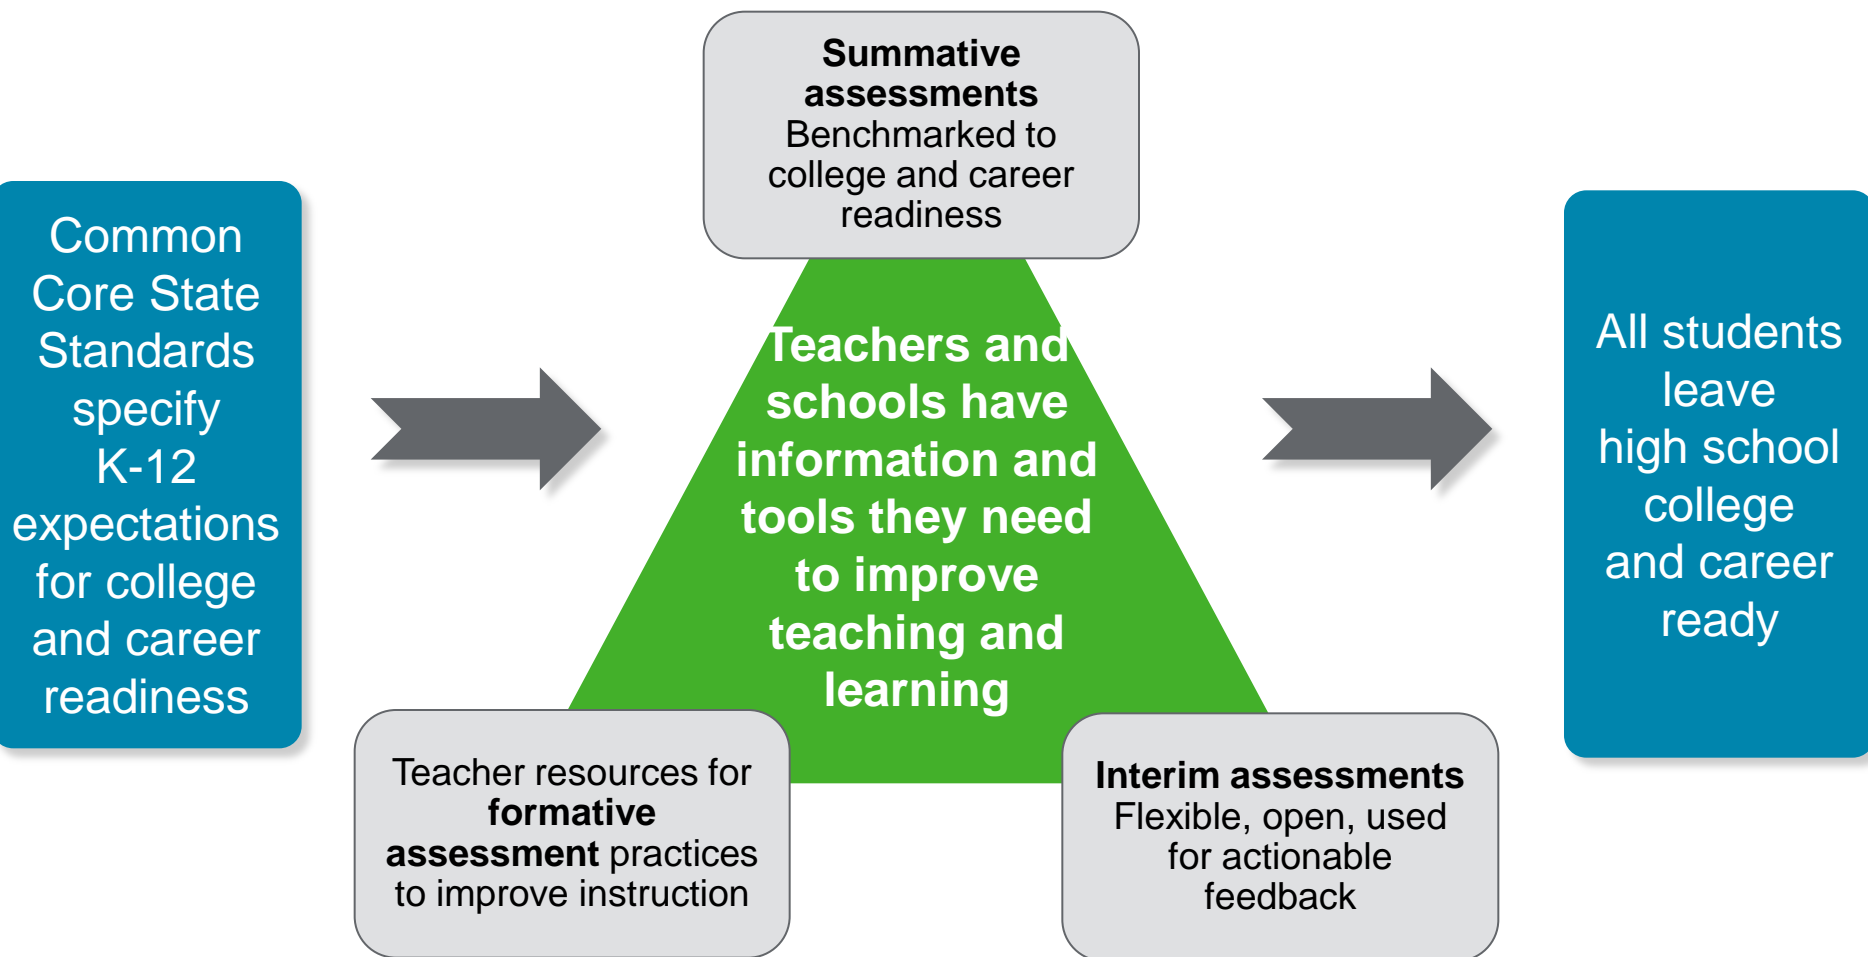 Common
Core State
Standards
specify
K-12
expectations
for college
and career
readiness
Summative
assessments
Benchmarked to
college and career
readiness
Teachers and
schools have
information and
tools they need
to improve
teaching and
learning
Teacher resources for
formative
assessment practices
to improve instruction
Interim assessments
Flexible, open, used
for actionable
feedback
All students
leave
high school
college
and career
ready